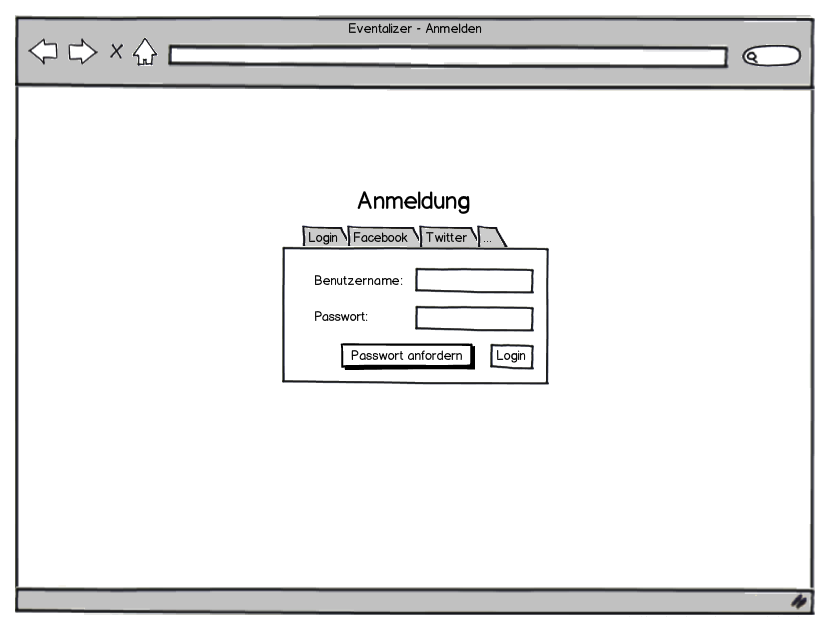 Eventalizer - Anmelden
Anmeldung
Login Facebook Twitter ...
Benutzername:
Passwort:
Passwort anfordern Login